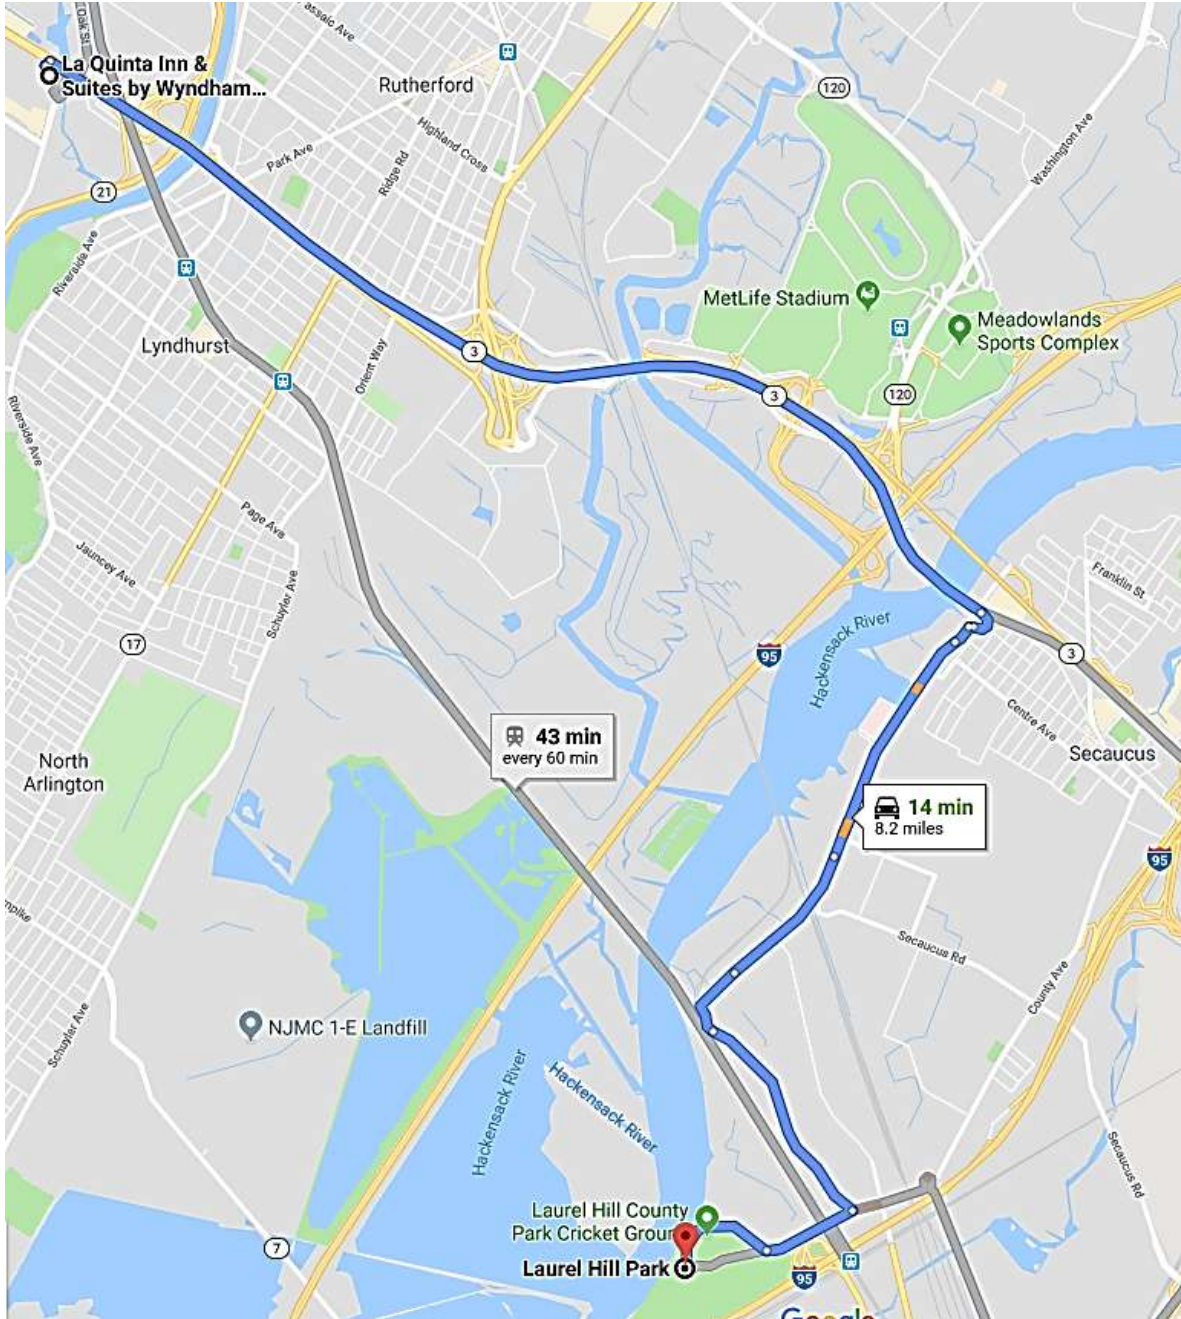 Oak St
assaic Ave
La Quinta Inn &
Suites by Wyndham...
Rutherford
120
Highland Cross
Washington Ave
Park Ave
Ridge Rd
21
Riverside Ave
MetLife Stadium
Meadowlands
Sports Complex
Lyndhurst
3
Orient Way
3
120
Riverside Ave
Page Ave
Jauncey Ave
Schuyler Ave
Franklin St
17
Hackensack River
95
3
43 min
every 60 min
Centre Ave
Secaucus
North
Arlington
14 min
8.2 miles
95
npike
Secaucus Rd
County Ave
Schuyler Ave
NJMC 1-E Landfill
Hackensack River
Hackensack River
Secaucus Rd
Laurel Hill County
Park Cricket Groun
7
Laurel Hill Park
95
Google